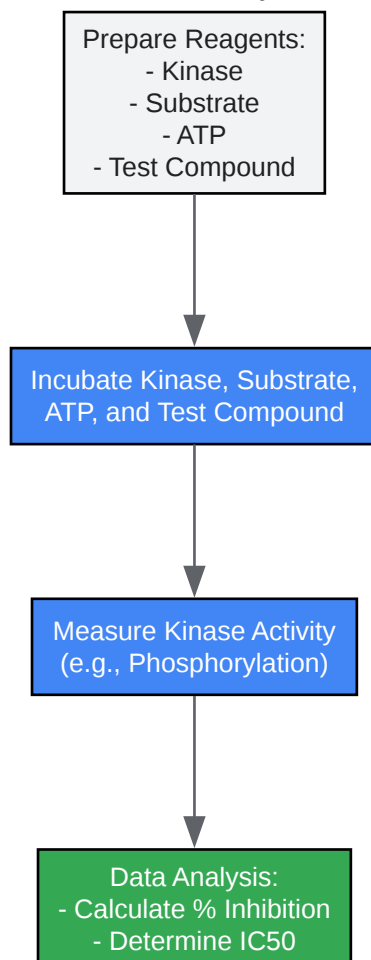 Prepare Reagents:
- Kinase
- Substrate
- ATP
- Test Compound
Incubate Kinase, Substrate,
ATP, and Test Compound
Measure Kinase Activity
(e.g., Phosphorylation)
Data Analysis:
- Calculate % Inhibition
- Determine IC50